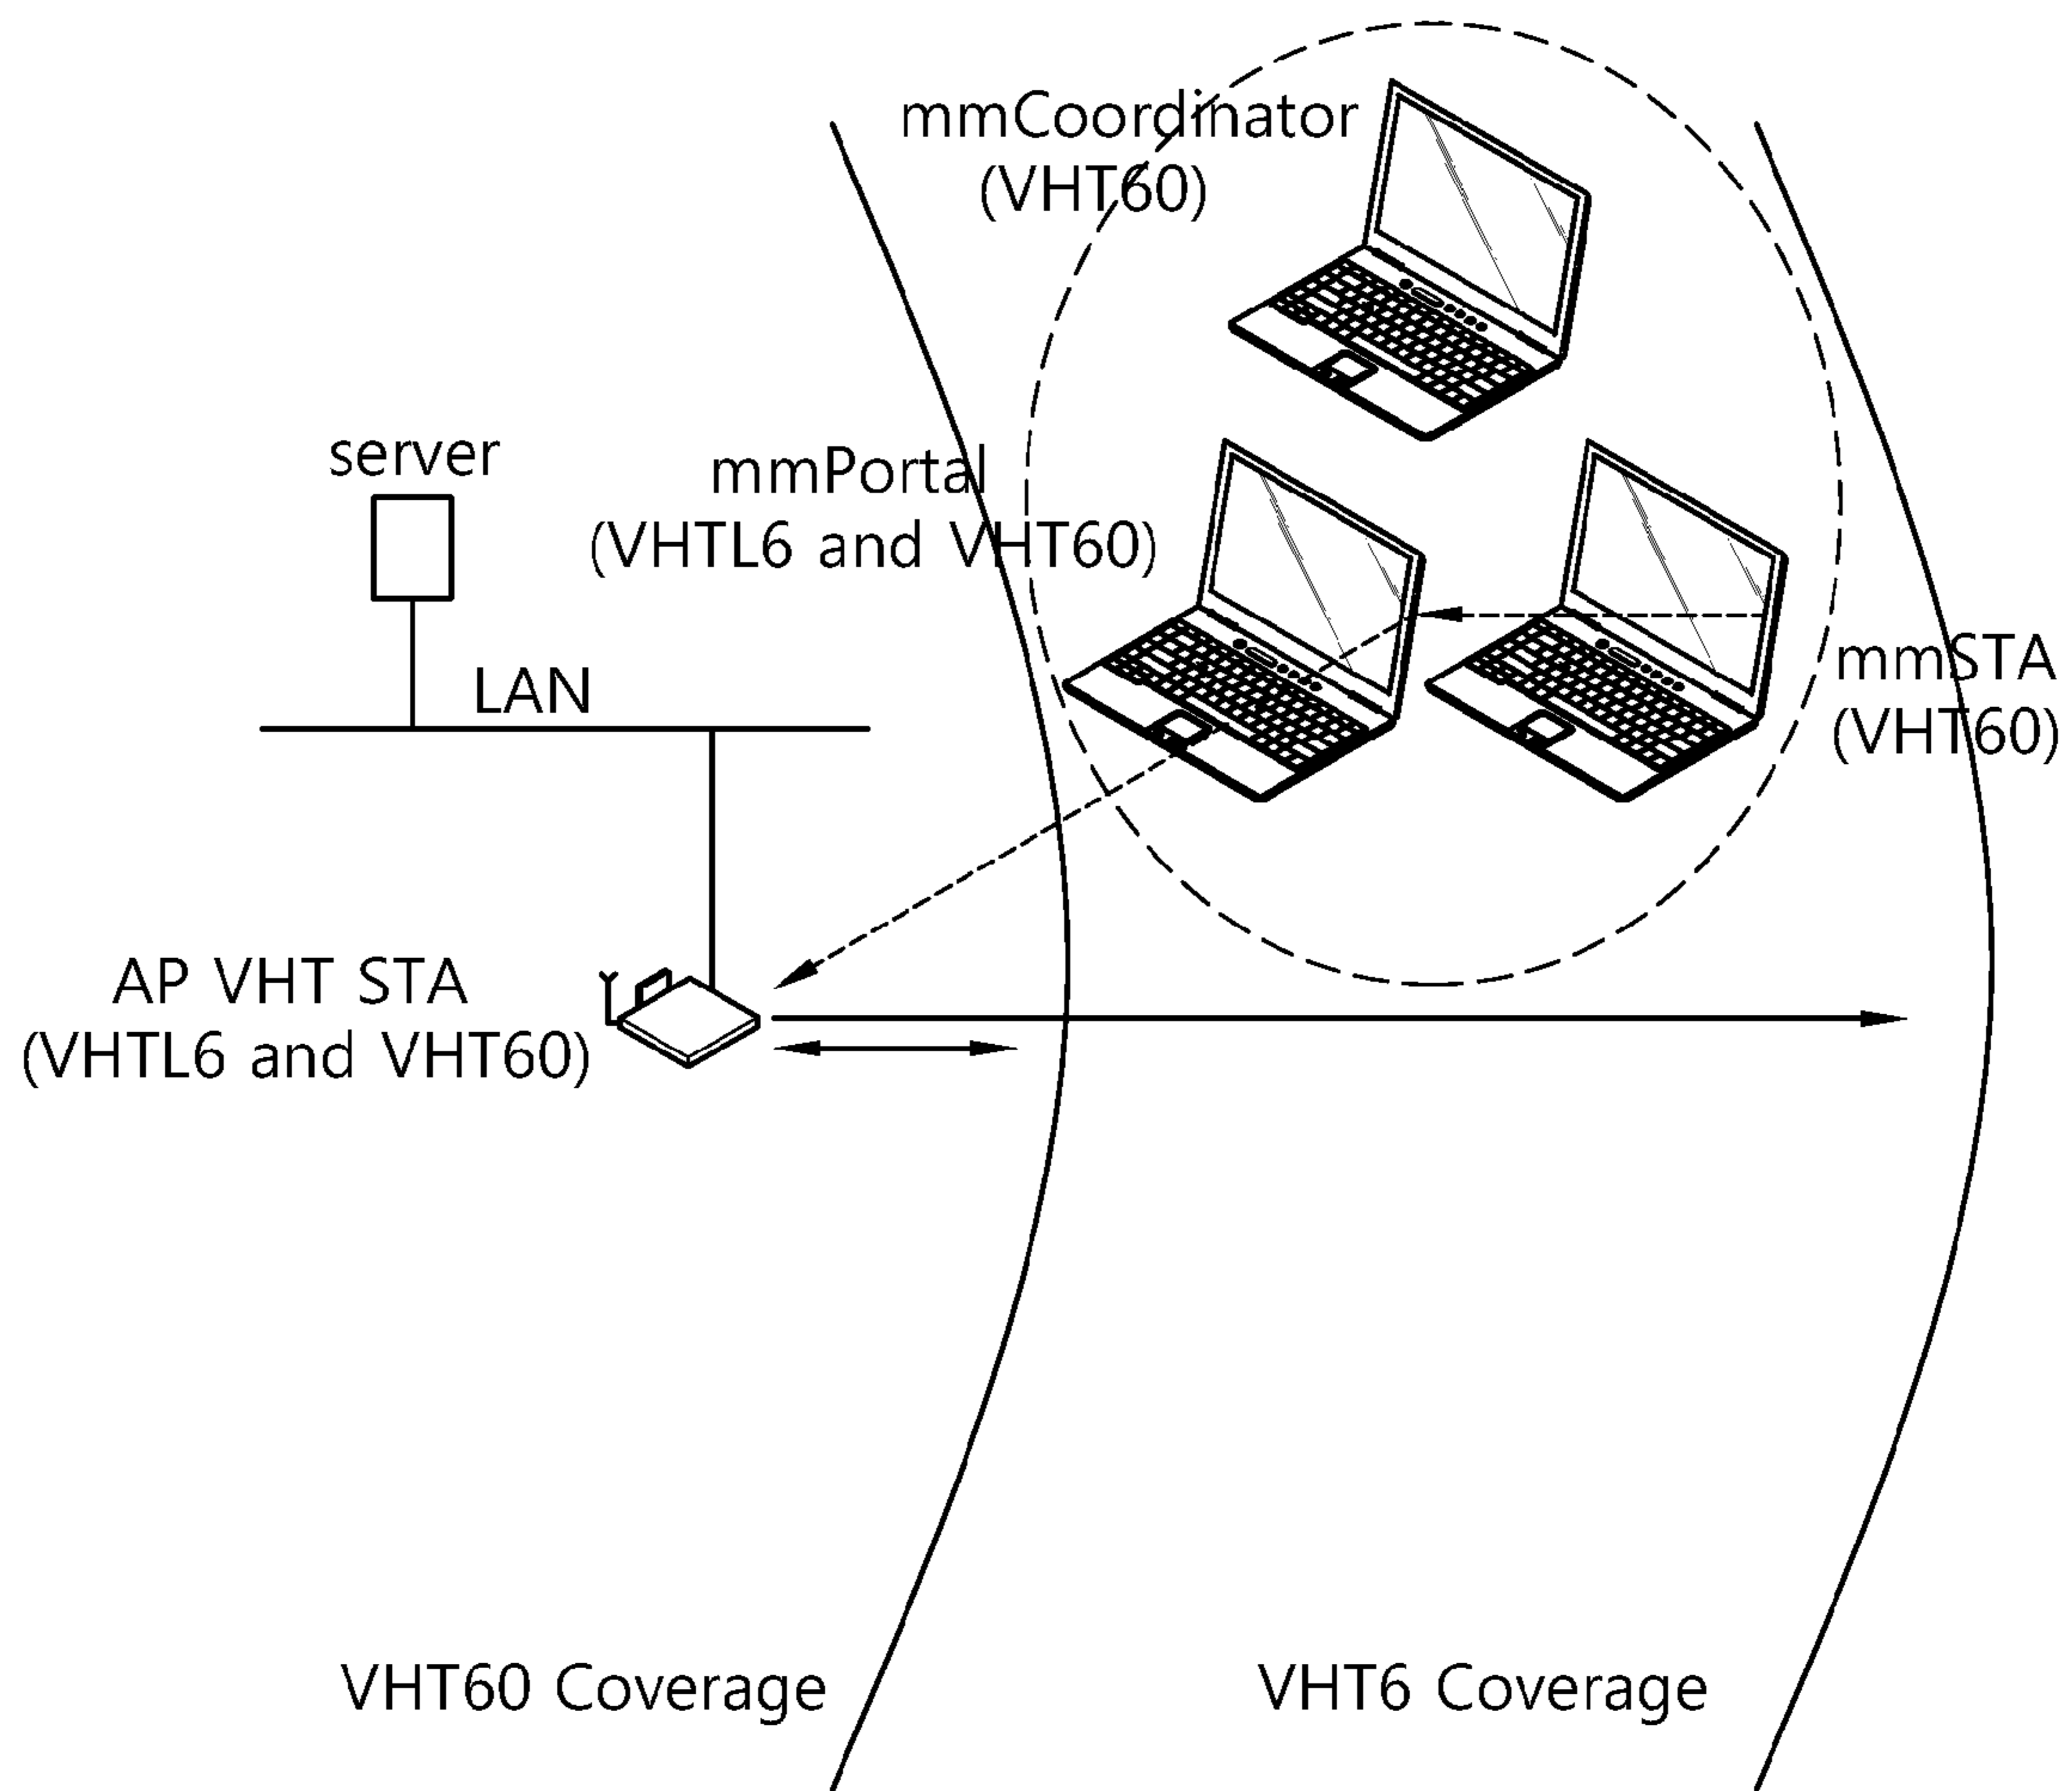 mmCoordinator
(VHT60)
server
mmPortal
(VHTL6 and VHT60)
LAN
mmSTA
(VHT60)
AP VHT STA
(VHTL6 and VHT60)
VHT60 Coverage
VHT6 Coverage